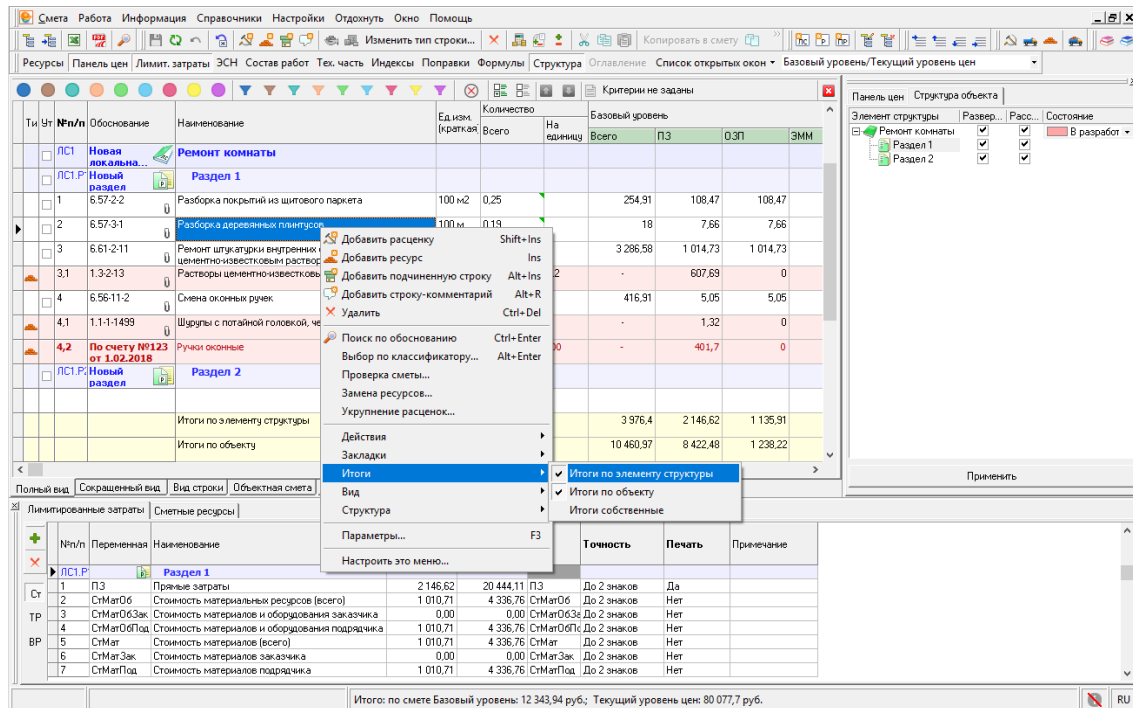 Смета Работа Информация Справочники Настройки Отдохнуть Окно Помощь
Изменить тип строки... Копировать в смету
Ресурсы Панель цен Лимит. затраты ЭСН Состав работ Тех. часть Индексы Поправки Формулы Структура Оглавление Список открытых окон Базовый уровень/Текущий уровень цен
Критерии не заданы
Ти Ут №п/п Обоснование Наименование Ед.изм. (краткая) Количество Базовый уровень
Всего На единицу Всего ПЗ ОЗП ЭММ
ЛС1 Новая локальна... Ремонт комнаты
ЛС1.Р Новый раздел Раздел 1
1 6.57-2-2 Разборка покрытий из щитового паркета 100 м2 0,25 254,91 108,47 108,47
2 6.57-3-1 Разборка деревянных плинтусов 100 м 0,19 18 7,66 7,66
3 6.61-2-11 Ремонт штукатурки внутренних
цементно-известковым раствор 3 286,58 1 014,73 1 014,73
3,1 1.3-2-13 Растворы цементно-известковы - 607,69 0
4 6.56-11-2 Смена оконных ручек 416,91 5,05 5,05
4,1 1.1-1-1499 Шурупы с потайной головкой, че - 1,32 0
4,2 По счету №123 от 1.02.2018 Ручки оконные - 401,7 0
ЛС1.Р2 Новый раздел Раздел 2
Итоги по элементу структуры 3 976,4 2 146,62 1 135,91
Итоги по объекту 10 460,97 8 422,48 1 238,22
Полный вид Сокращенный вид Вид строки Объектная смета
Добавить расценку Shift+Ins
Добавить ресурс Ins
Добавить подчиненную строку Alt+Ins
Добавить строку-комментарий Alt+R
Удалить Ctrl+Del
Поиск по обоснованию Ctrl+Enter
Выбор по классификатору... Alt+Enter
Проверка сметы...
Замена ресурсов...
Укрупнение расценок...
Действия
Закладки
Итоги
Вид
Структура
Параметры... F3
Настроить это меню...
Итоги по элементу структуры
Итоги по объекту
Итоги собственные
Панель цен Структура объекта
Элемент структуры Развер... Расс... Состояние
Ремонт комнаты В разработ
Раздел 1
Раздел 2
Применить
Лимитированные затраты Сметные ресурсы
№п/п Переменная Наименование Точность Печать Примечание
ЛС1.Р Раздел 1
1 ПЗ Прямые затраты 2 146,62 20 444,11 ПЗ До 2 знаков Да
2 СтМатОб Стоимость материальных ресурсов (всего) 1 010,71 4 336,76 СтМатОб До 2 знаков Нет
3 СтМатОбЗак Стоимость материалов и оборудования заказчика 0,00 0,00 СтМатОбЗа До 2 знаков Нет
4 СтМатОбПод Стоимость материалов и оборудования подрядчика 1 010,71 4 336,76 СтМатОбПо До 2 знаков Нет
5 СтМат Стоимость материалов (всего) 1 010,71 4 336,76 СтМат До 2 знаков Нет
6 СтМатЗак Стоимость материалов заказчика 0,00 0,00 СтМатЗак До 2 знаков Нет
7 СтМатПод Стоимость материалов подрядчика 1 010,71 4 336,76 СтМатПод До 2 знаков Нет
Ст
ТР
ВР
Итого: по смете Базовый уровень: 12 343,94 руб.; Текущий уровень цен: 80 077,7 руб. RU